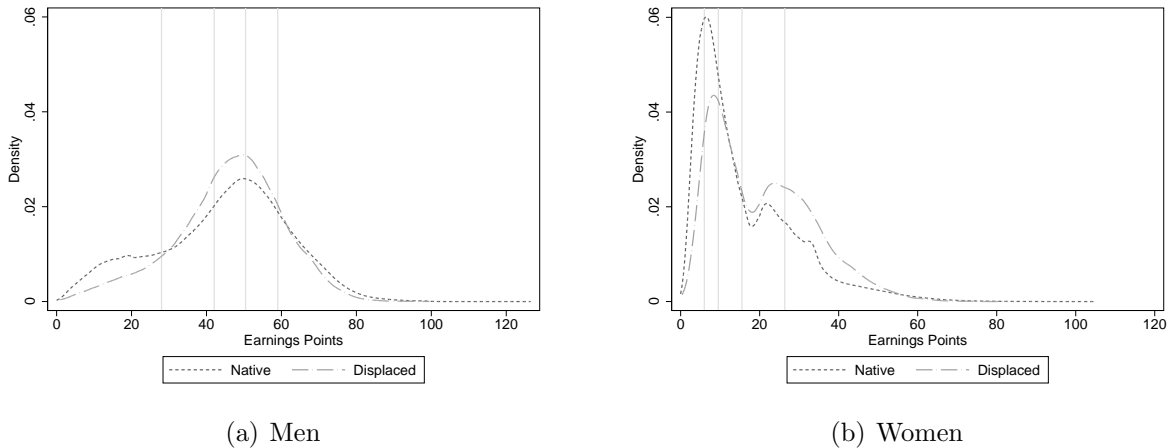 .06
.04
.02
0
Density
0 20 40 60 80 100 120
Earnings Points
Native Displaced
(a) Men
.06
.04
.02
0
Density
0 20 40 60 80 100 120
Earnings Points
Native Displaced
(b) Women